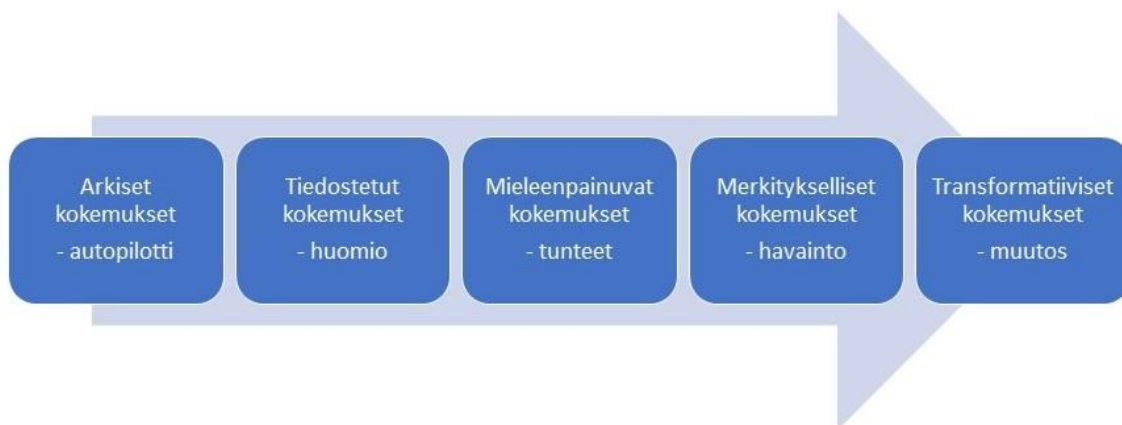 Arkiset
kokemukset
- autopilotti
Tiedostetut
kokemukset
- huomio
Mieleenpainuvat
kokemukset
- tunteet
Merkitykselliset
kokemukset
- havainto
Transformatiiviset
kokemukset
- muutos